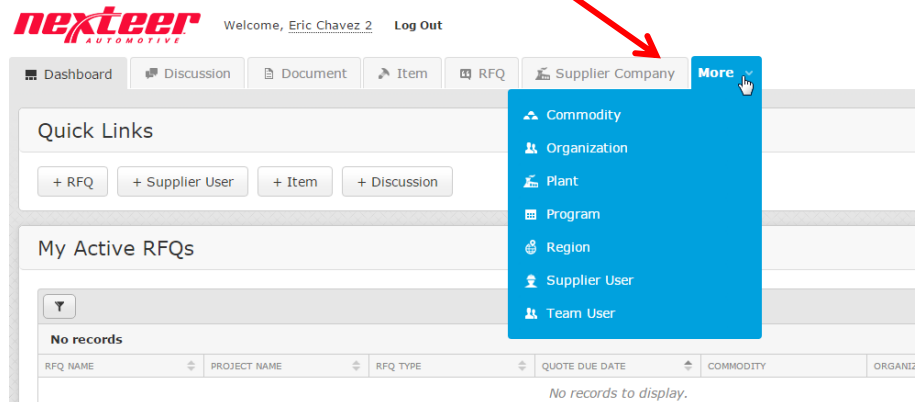 nexteer
AUTOMOTIVE
Welcome, Eric Chavez 2 Log Out
Dashboard Discussion Document Item RFQ Supplier Company More
Commodity
Organization
Plant
Program
Region
Supplier User
Team User
Quick Links
+ RFQ + Supplier User + Item + Discussion
My Active RFQs
No records
RFQ NAME PROJECT NAME RFQ TYPE QUOTE DUE DATE COMMODITY ORGANIZ
No records to display.